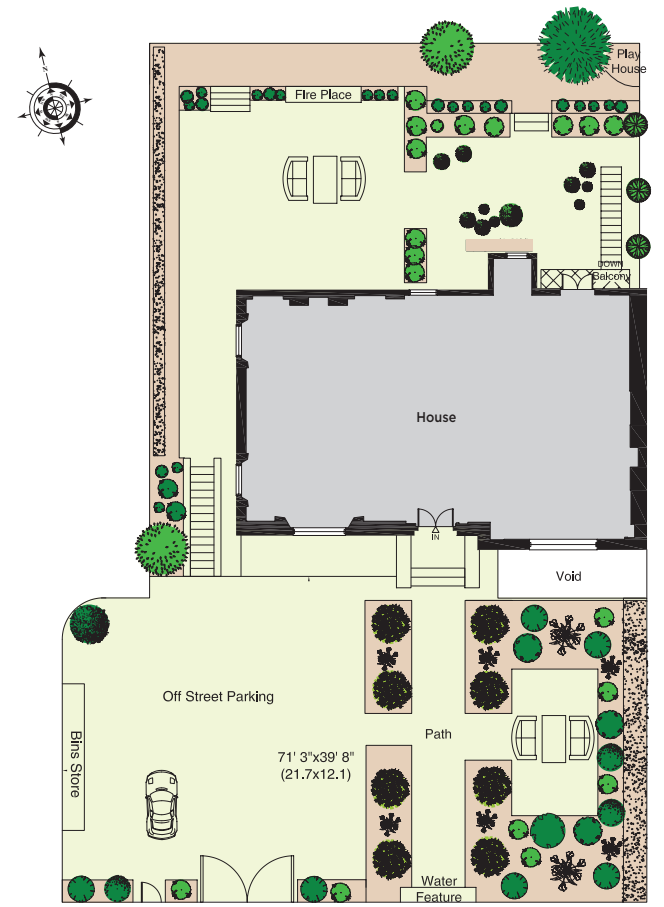 Play
House
N
Fire Place
DOWN
Balcony
House
IN
Void
Off Street Parking
Path
71' 3"x39' 8"
(21.7x12.1)
Bins Store
Water
Feature